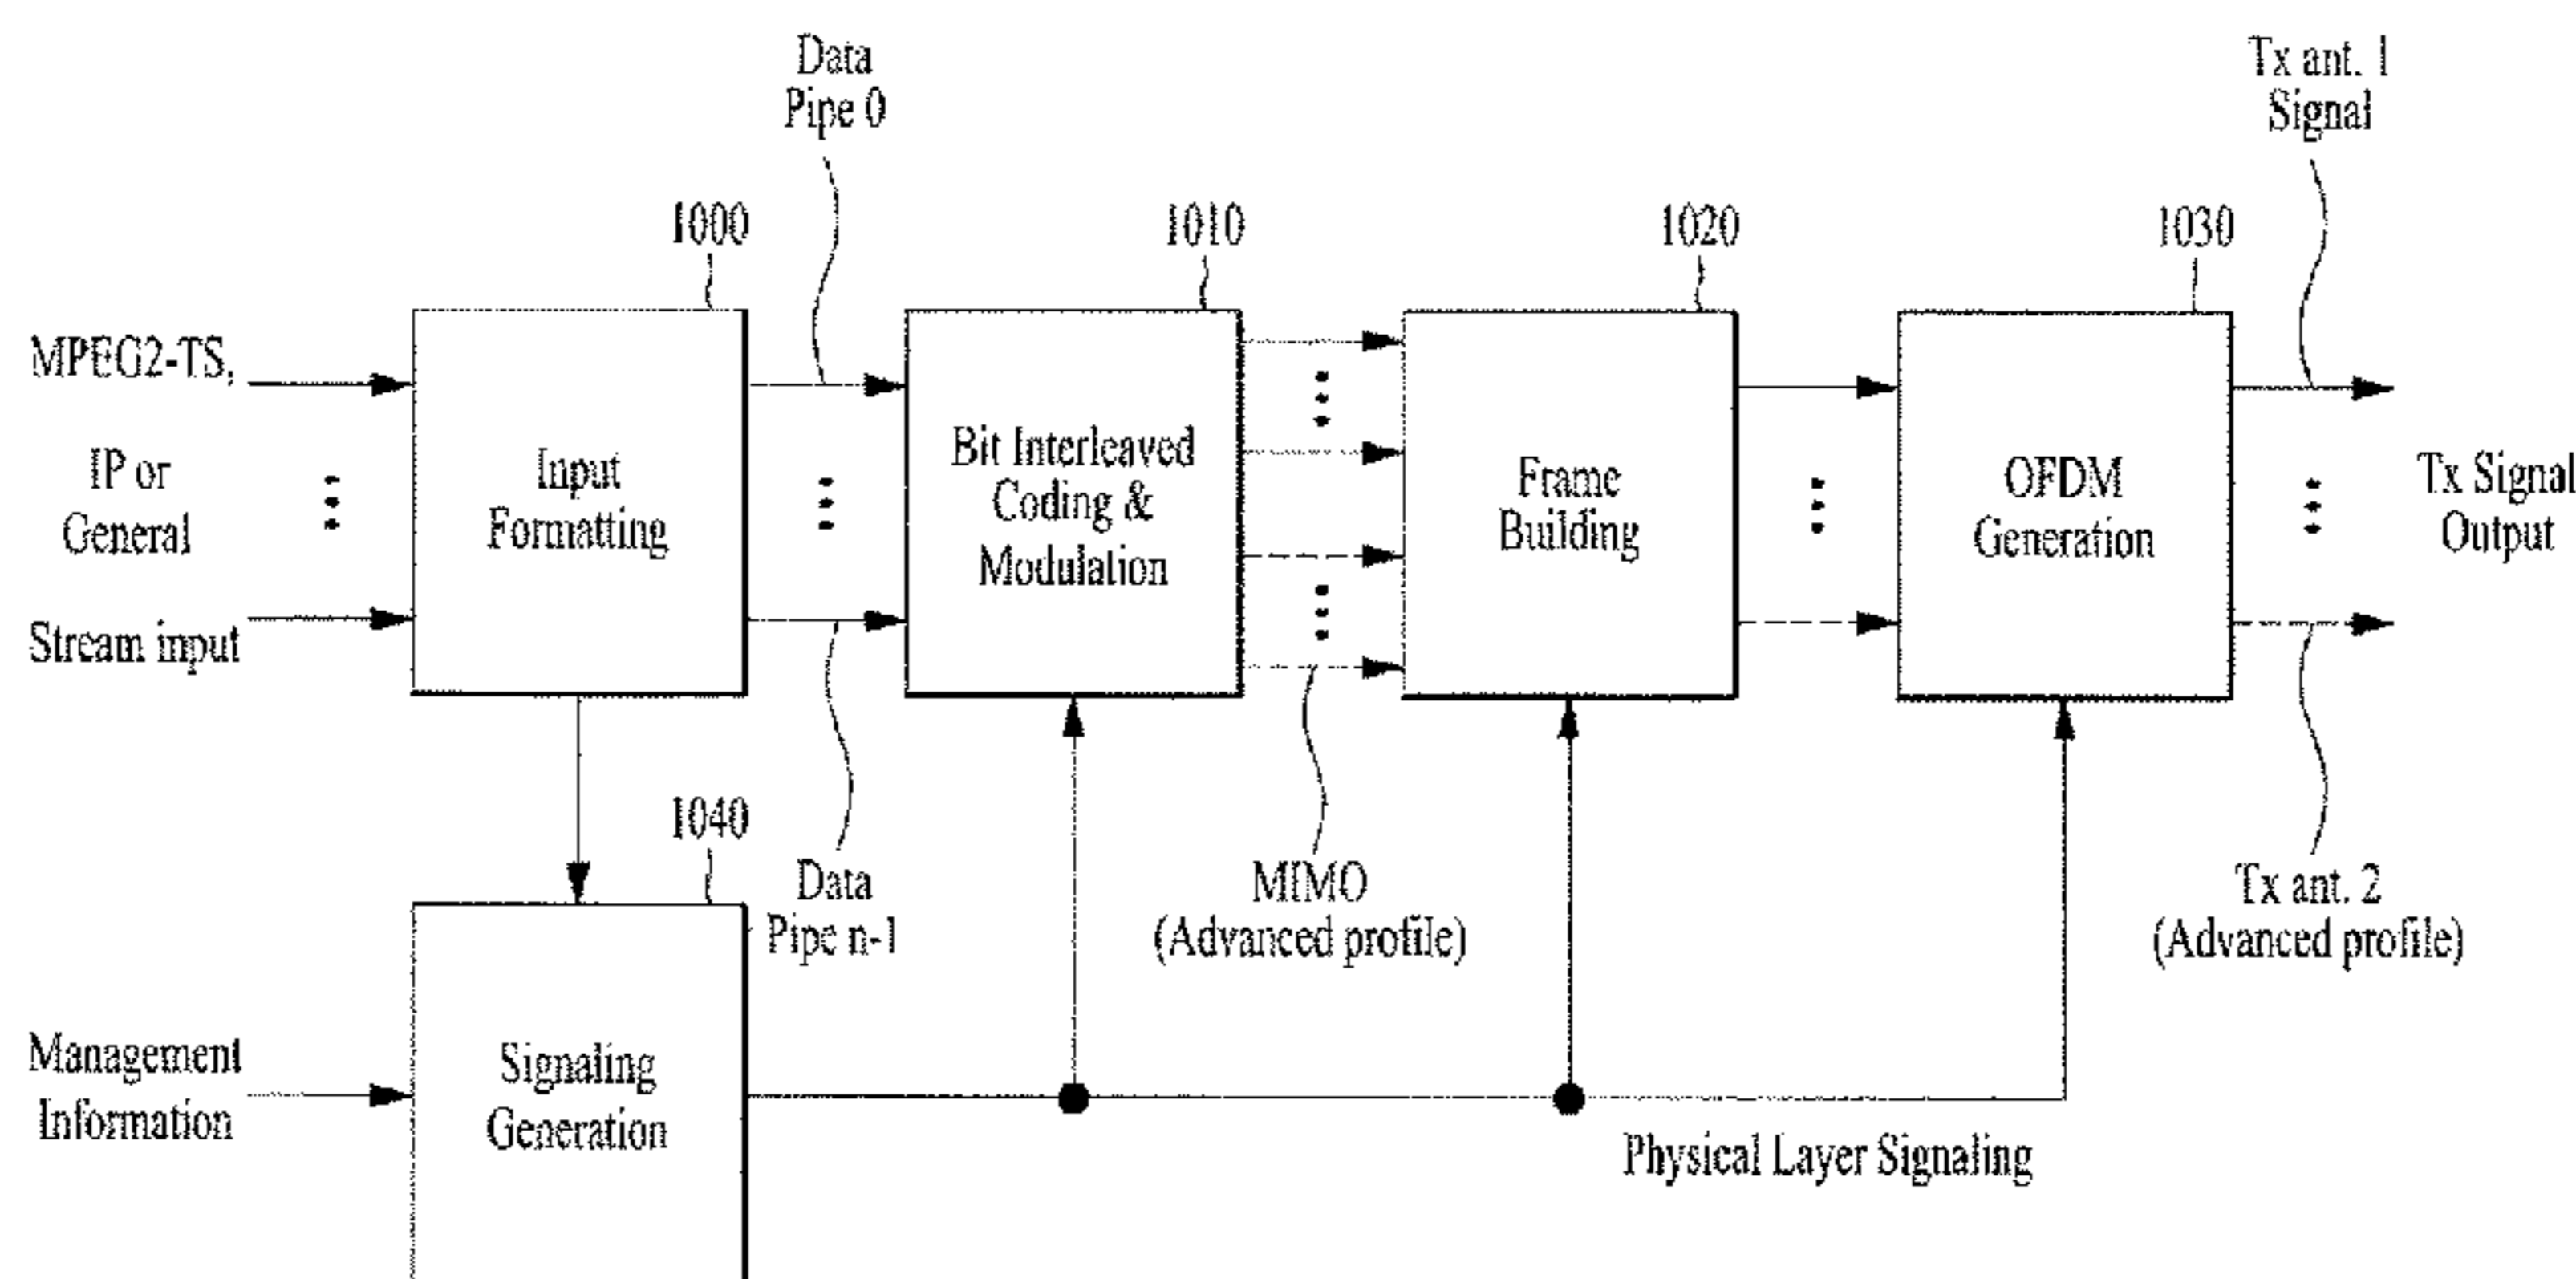 Data
Pipe 0
Tx ant. 1
Signal
1000
1010
1020
1030
MPEG2-TS,
IP or
General
Stream input
Input
Formatting
Bit Interleaved
Coding &
Modulation
Frame
Building
OFDM
Generation
Tx Signal
Output
1040
Data
Pipe n-1
MIMO
(Advanced profile)
Tx ant. 2
(Advanced profile)
Management
Information
Signaling
Generation
Physical Layer Signaling